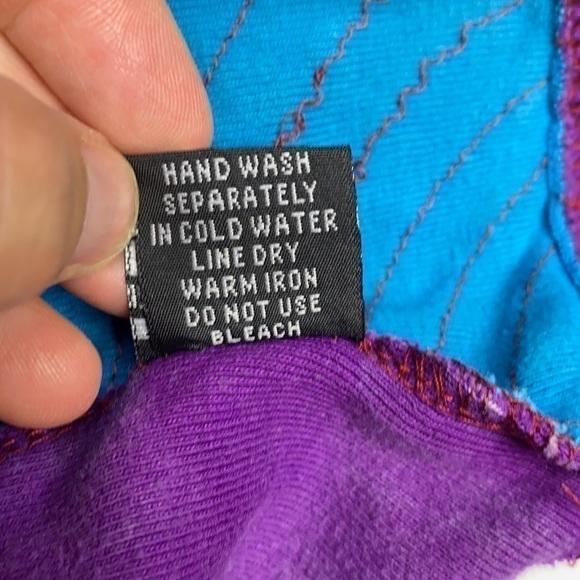 HAND WASH
SEPARATELY
IN COLD WATER
LINE DRY
WARM IRON
DO NOT USE
BLEACH